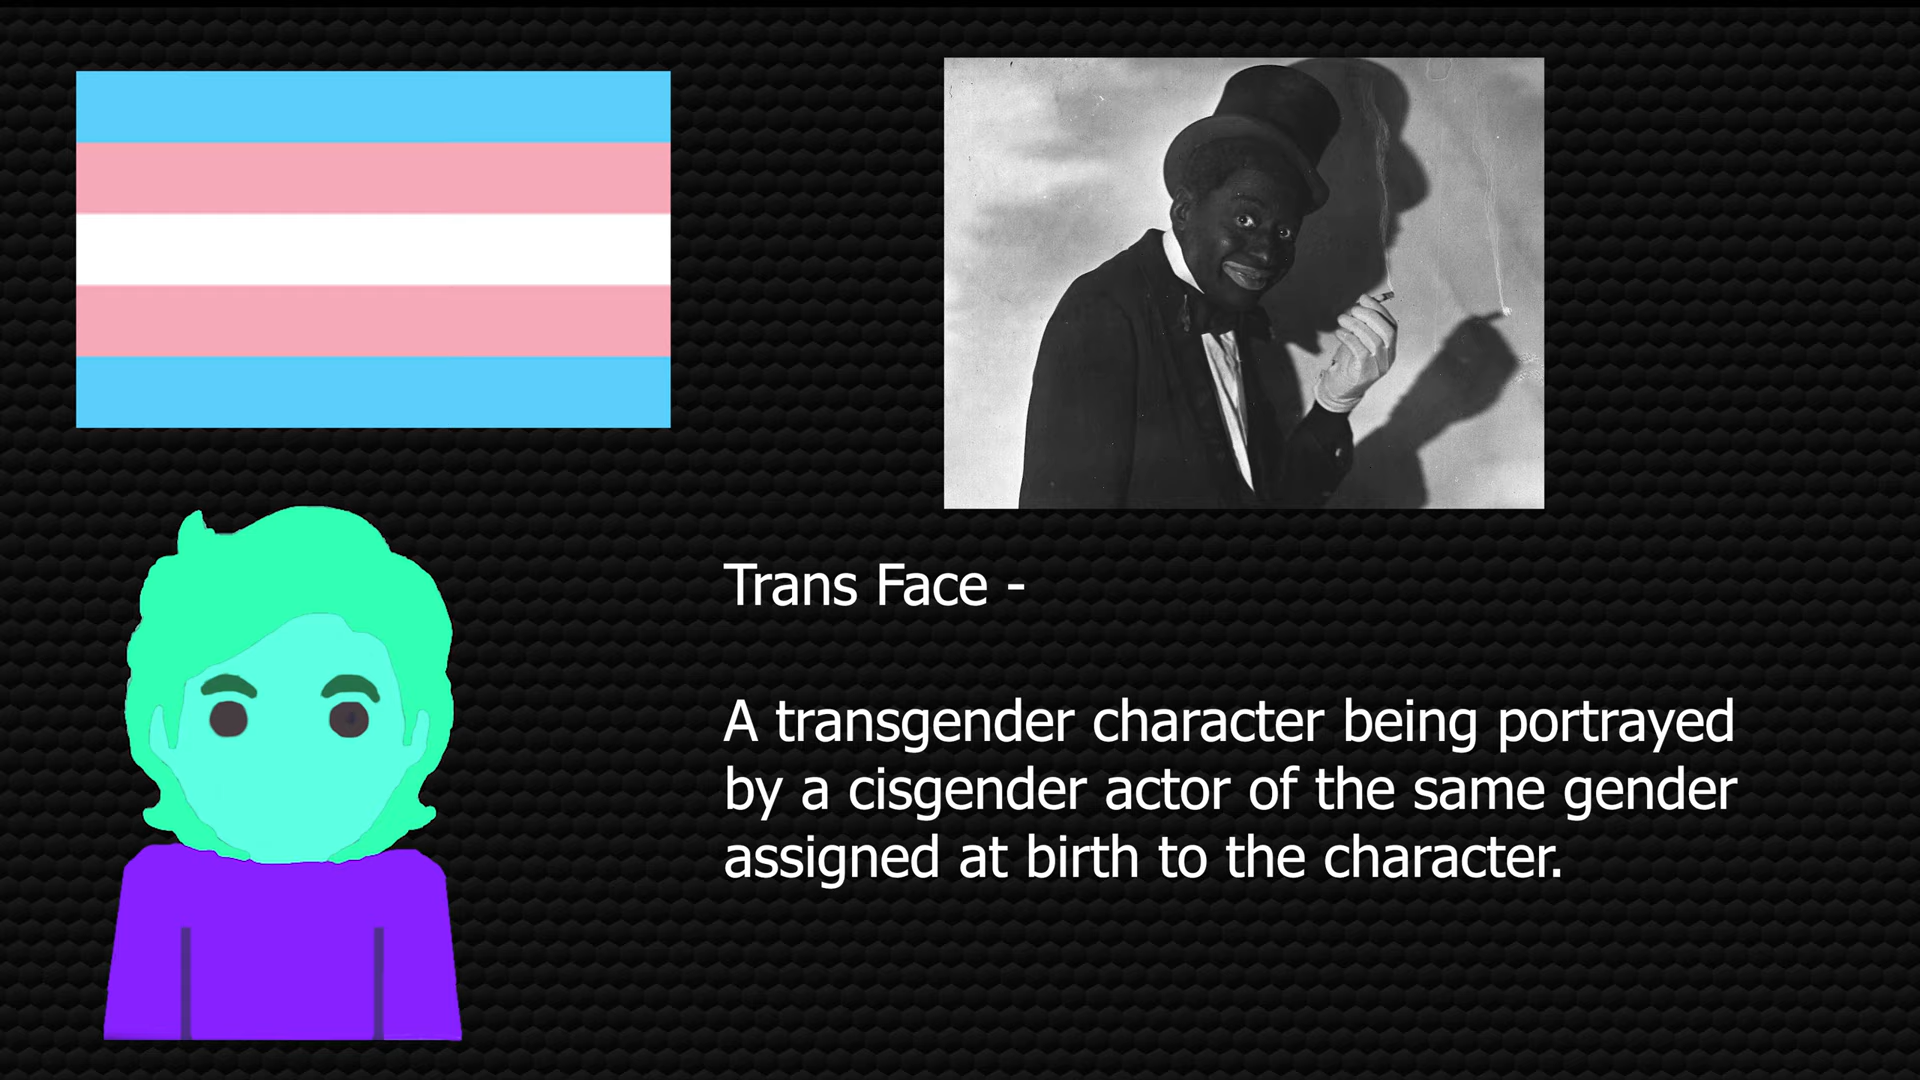 Trans Face -
A transgender character being portrayed
by a cisgender actor of the same gender
assigned at birth to the character.